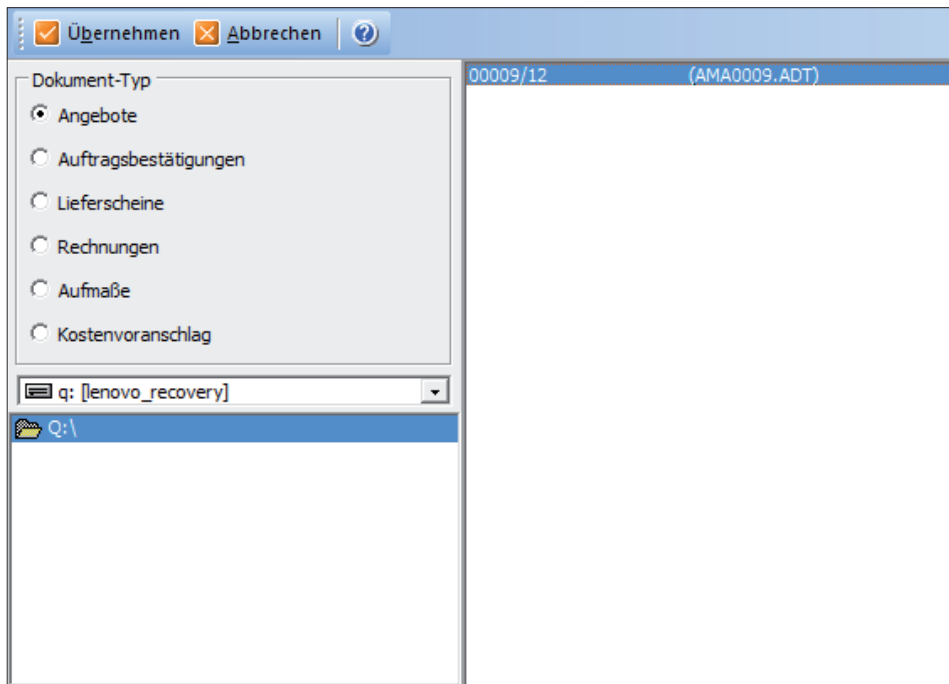 Übernehmen Abbrechen
Dokument-Typ
Angebote
Auftragsbestätigungen
Lieferscheine
Rechnungen
Aufmaße
Kostenvoranschlag
q: [lenovo_recovery]
Q:\
00009/12 (AMA0009.ADT)